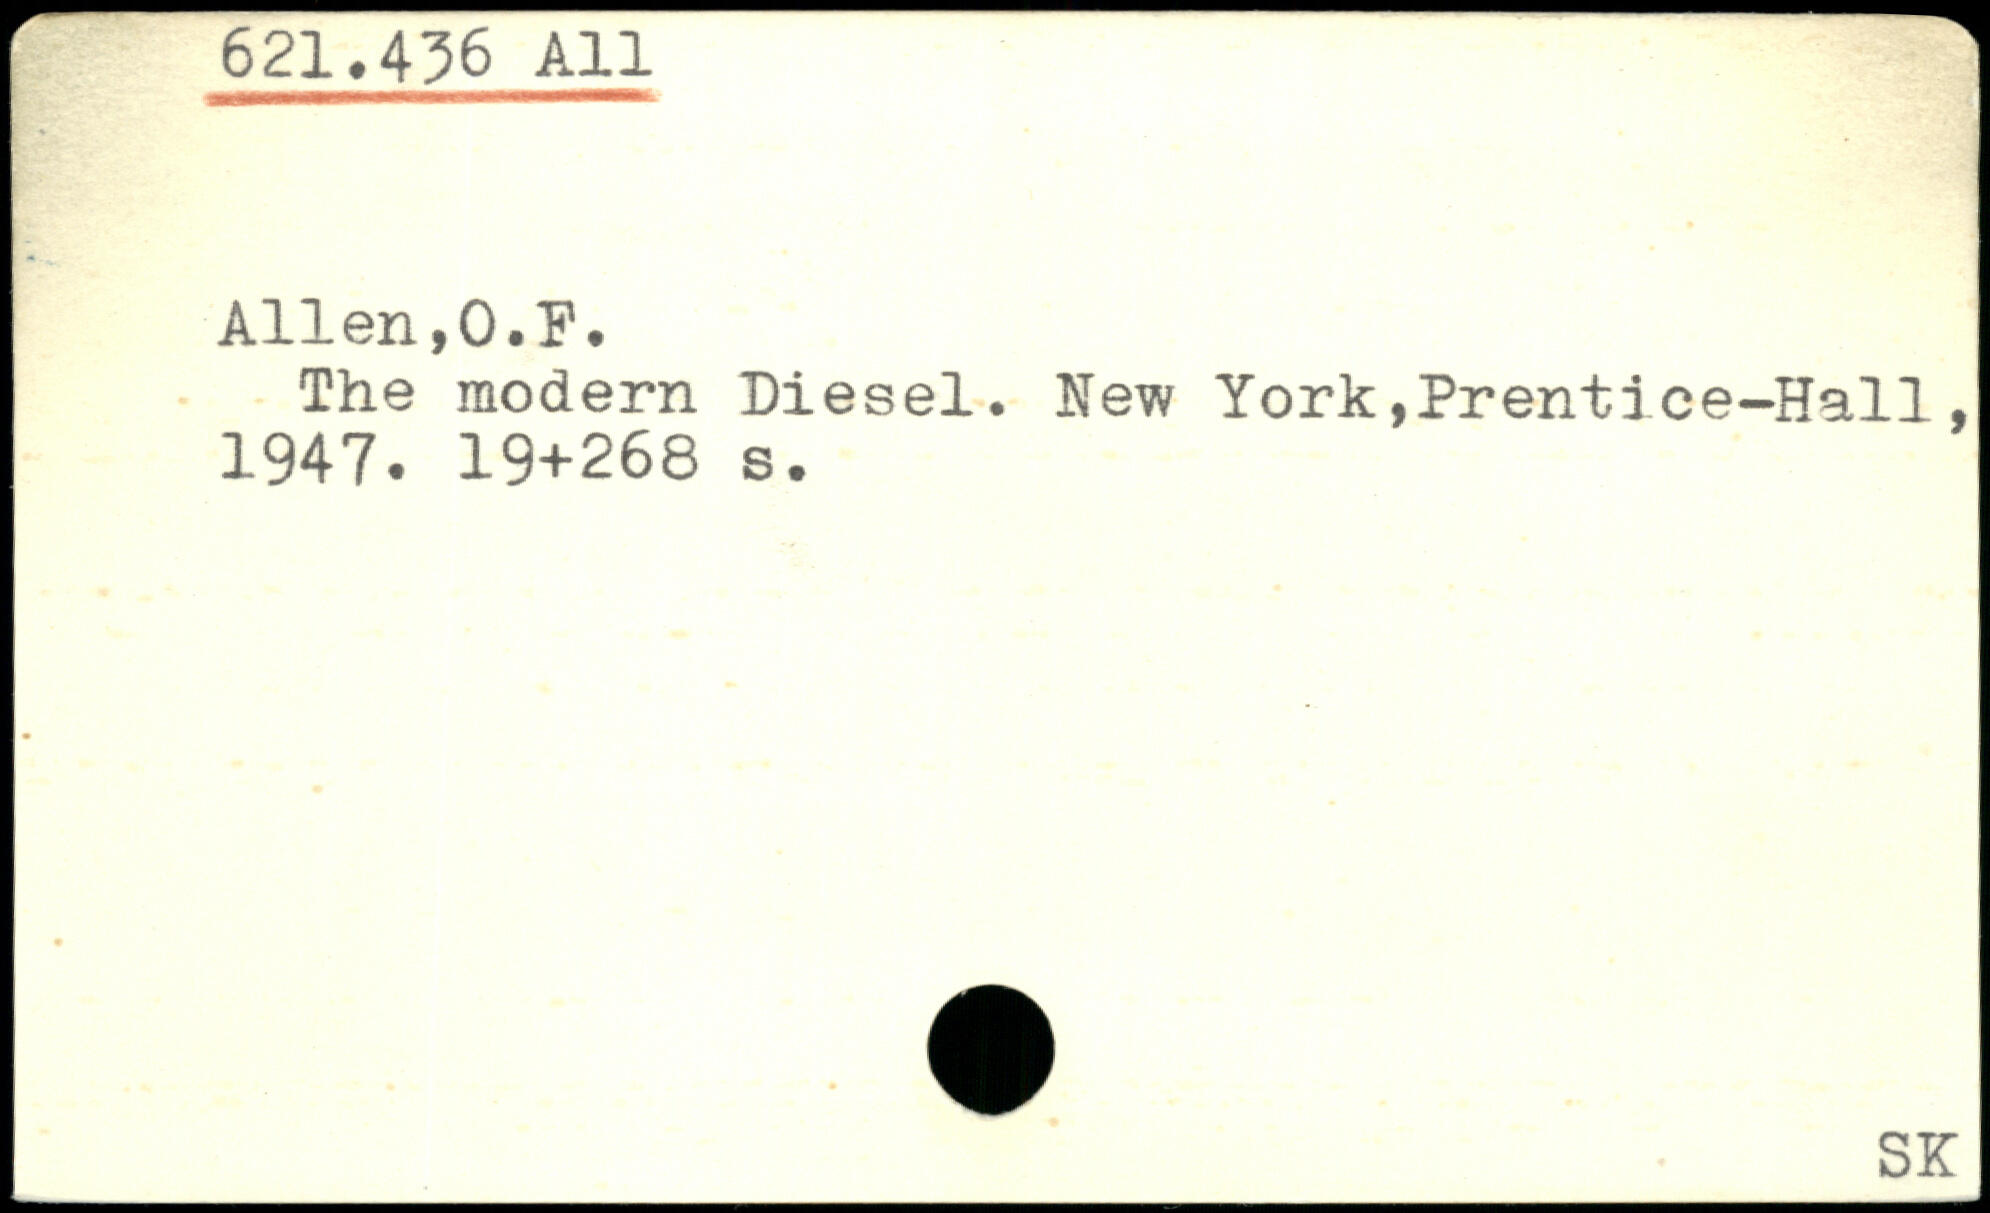 621.436 All
Allen,O.F.
The modern Diesel. New York,Prentice-Hall,
1947. 19+268 s.
SK